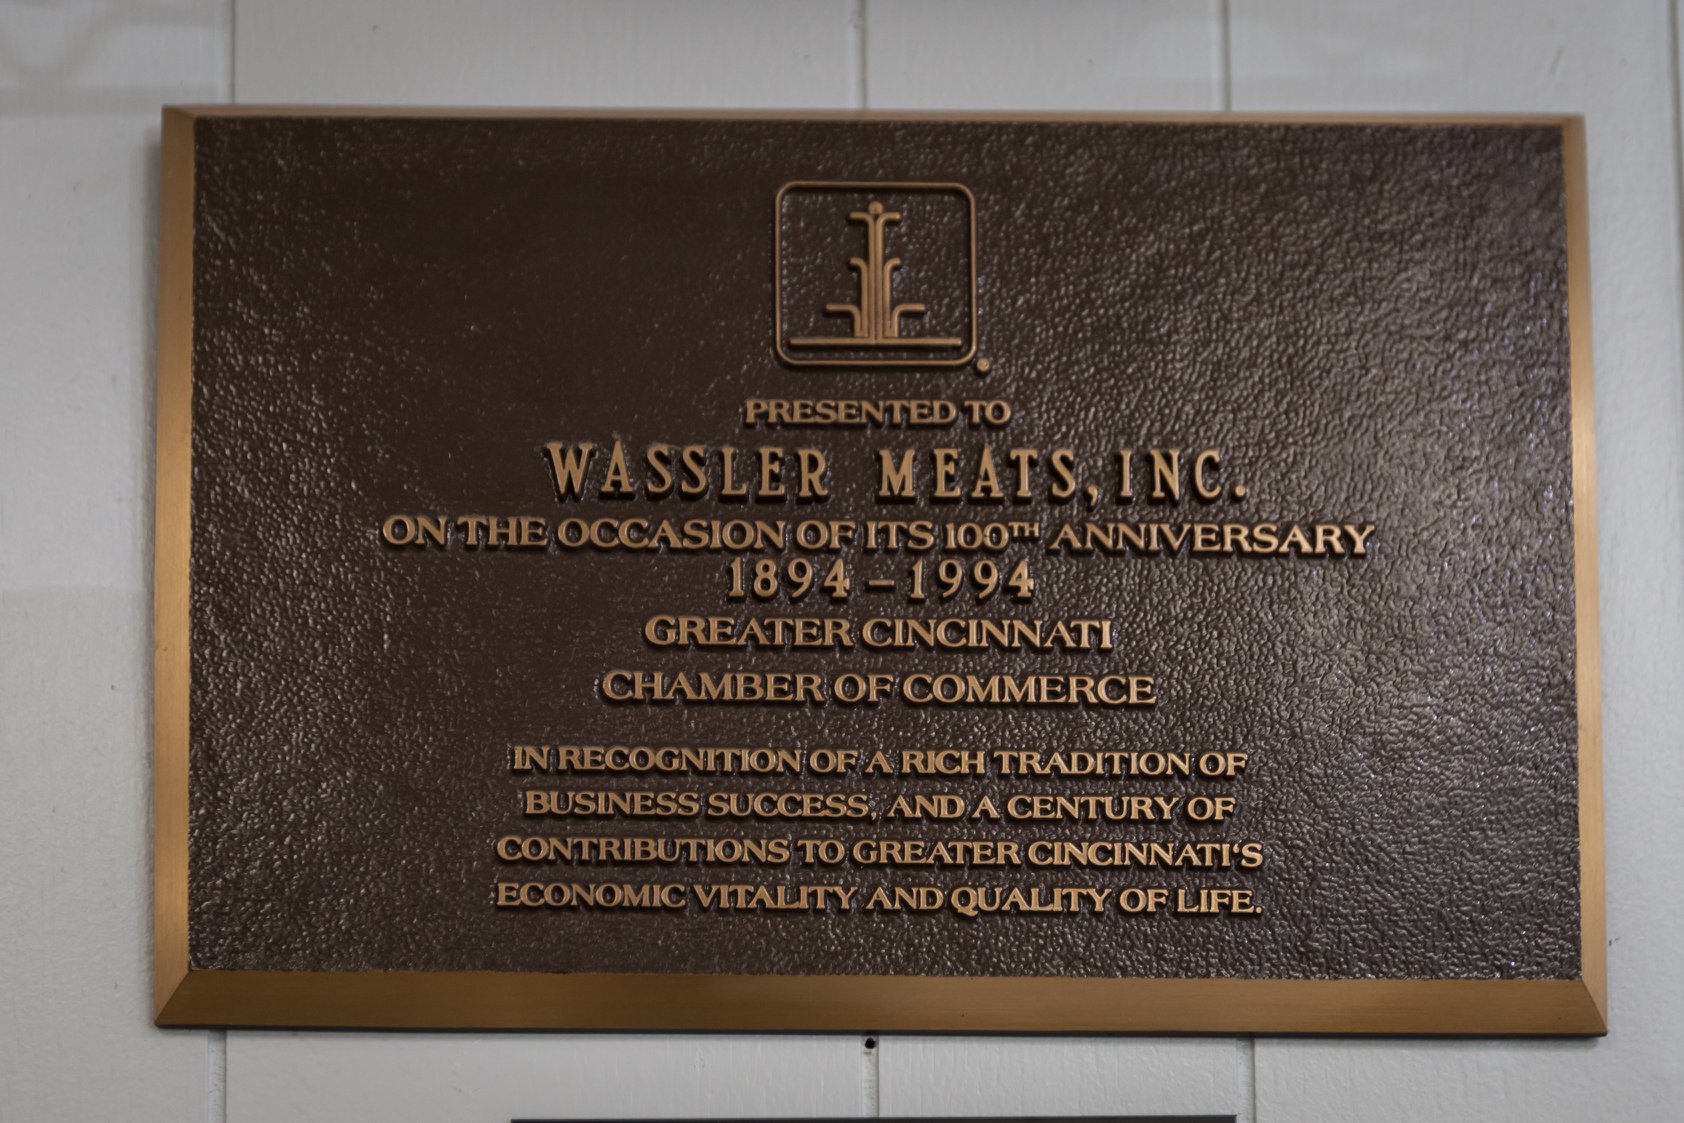 PRESENTED TO
WASSLER MEATS, INC.
ON THE OCCASION OF ITS 100TH ANNIVERSARY
1894 – 1994
GREATER CINCINNATI
CHAMBER OF COMMERCE
IN RECOGNITION OF A RICH TRADITION OF
BUSINESS SUCCESS, AND A CENTURY OF
CONTRIBUTIONS TO GREATER CINCINNATI‘S
ECONOMIC VITALITY AND QUALITY OF LIFE.